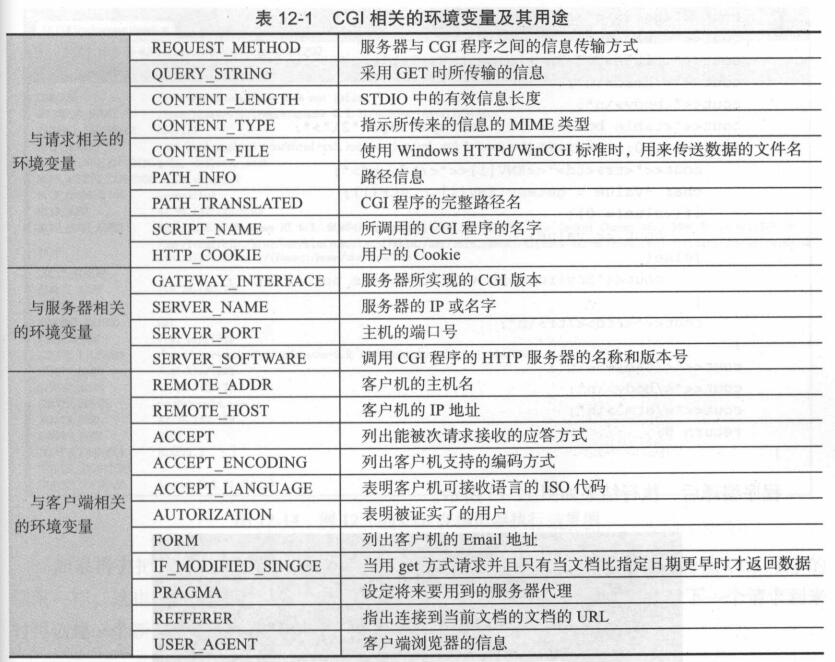 表 12-1 CGI 相关的环境变量及其用途
与请求相关的
环境变量
REQUEST_METHOD 服务器与 CGI 程序之间的信息传输方式
QUERY_STRING 采用 GET 时所传输的信息
CONTENT_LENGTH STDIO 中的有效信息长度
CONTENT_TYPE 指示所传来的信息的 MIME 类型
CONTENT_FILE 使用 Windows HTTPd/WinCGI 标准时，用来传送数据的文件名
PATH_INFO 路径信息
PATH_TRANSLATED CGI 程序的完整路径名
SCRIPT_NAME 所调用的 CGI 程序的名字
HTTP_COOKIE 用户的 Cookie
与服务器相关
的环境变量
GATEWAY_INTERFACE 服务器所实现的 CGI 版本
SERVER_NAME 服务器的 IP 或名字
SERVER_PORT 主机的端口号
SERVER_SOFTWARE 调用 CGI 程序的 HTTP 服务器的名称和版本号
与客户端相关
的环境变量
REMOTE_ADDR 客户机的主机名
REMOTE_HOST 客户机的 IP 地址
ACCEPT 列出能被次请求接收的应答方式
ACCEPT_ENCODING 列出客户机支持的编码方式
ACCEPT_LANGUAGE 表明客户机可接收语言的 ISO 代码
AUTORIZATION 表明被证实了的用户
FORM 列出客户机的 Email 地址
IF_MODIFIED_SINGCE 当用 get 方式请求并且只有当文档比指定日期更早时才返回数据
PRAGMA 设定将来要用到的服务器代理
REFFERER 指出连接到当前文档的文档的 URL
USER_AGENT 客户端浏览器的信息